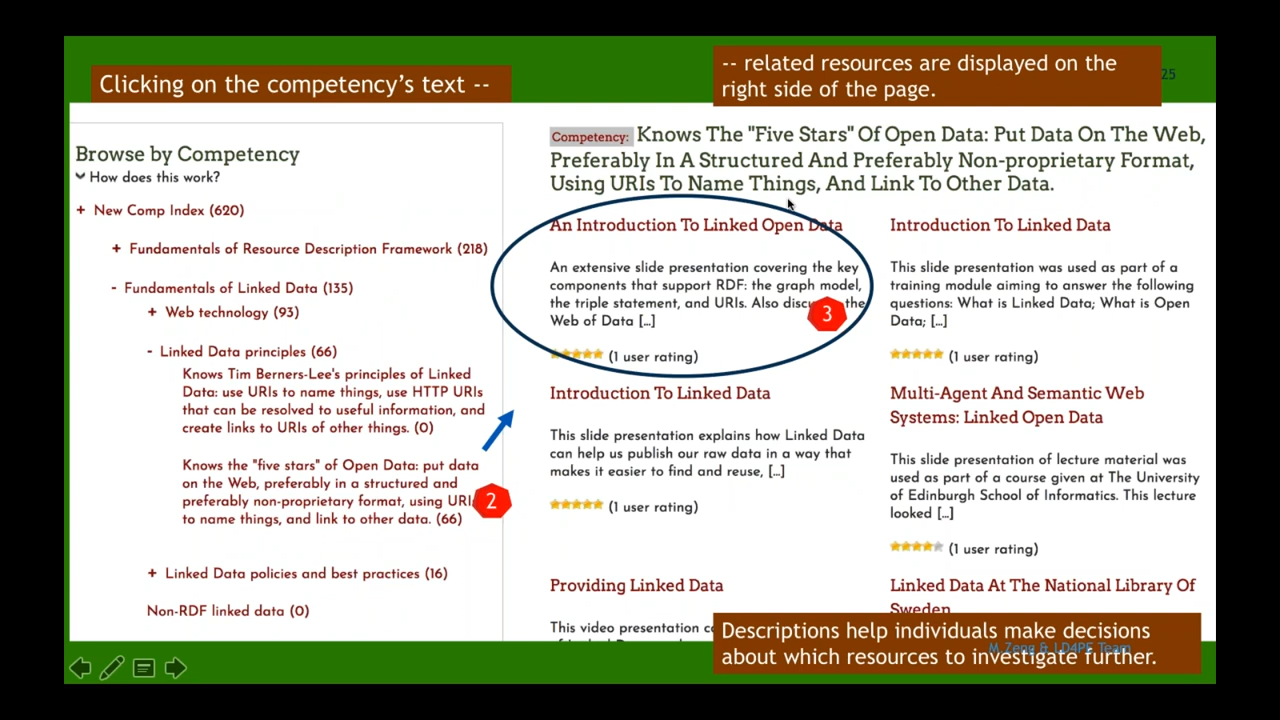 Clicking on the competency's text --
-- related resources are displayed on the
right side of the page.
25
Browse by Competency
How does this work?
+ New Comp Index (620)
+ Fundamentals of Resource Description Framework (218)
- Fundamentals of Linked Data (135)
+ Web technology (93)
- Linked Data principles (66)
Knows Tim Berners-Lee's principles of Linked
Data: use URIs to name things, use HTTP URIs
that can be resolved to useful information, and
create links to URIs of other things. (0)
Knows the "five stars" of Open Data: put data
on the Web, preferably in a structured and
preferably non-proprietary format, using URIs
to name things, and link to other data. (66)
2
+ Linked Data policies and best practices (16)
Non-RDF linked data (0)
Competency: Knows The "Five Stars" Of Open Data: Put Data On The Web,
Preferably In A Structured And Preferably Non-proprietary Format,
Using URIs To Name Things, And Link To Other Data.
An Introduction To Linked Open Data
An extensive slide presentation covering the key
components that support RDF: the graph model,
the triple statement, and URIs. Also the
Web of Data [...]
3
(1 user rating)
Introduction To Linked Data
This slide presentation was used as part of a
training module aiming to answer the following
questions: What is Linked Data; What is Open
Data; [...]
(1 user rating)
Introduction To Linked Data
This slide presentation explains how Linked Data
can help us publish our raw data in a way that
makes it easier to find and reuse, [...]
(1 user rating)
Multi-Agent And Semantic Web
Systems: Linked Open Data
This slide presentation of lecture material was
used as part of a course given at The University
of Edinburgh School of Informatics. This lecture
looked [...]
(1 user rating)
Providing Linked Data
This video presentation
Linked Data At The National Library Of
Sweden
Descriptions help individuals make decisions
about which resources to investigate further.
M Zeng & LD4PE Team